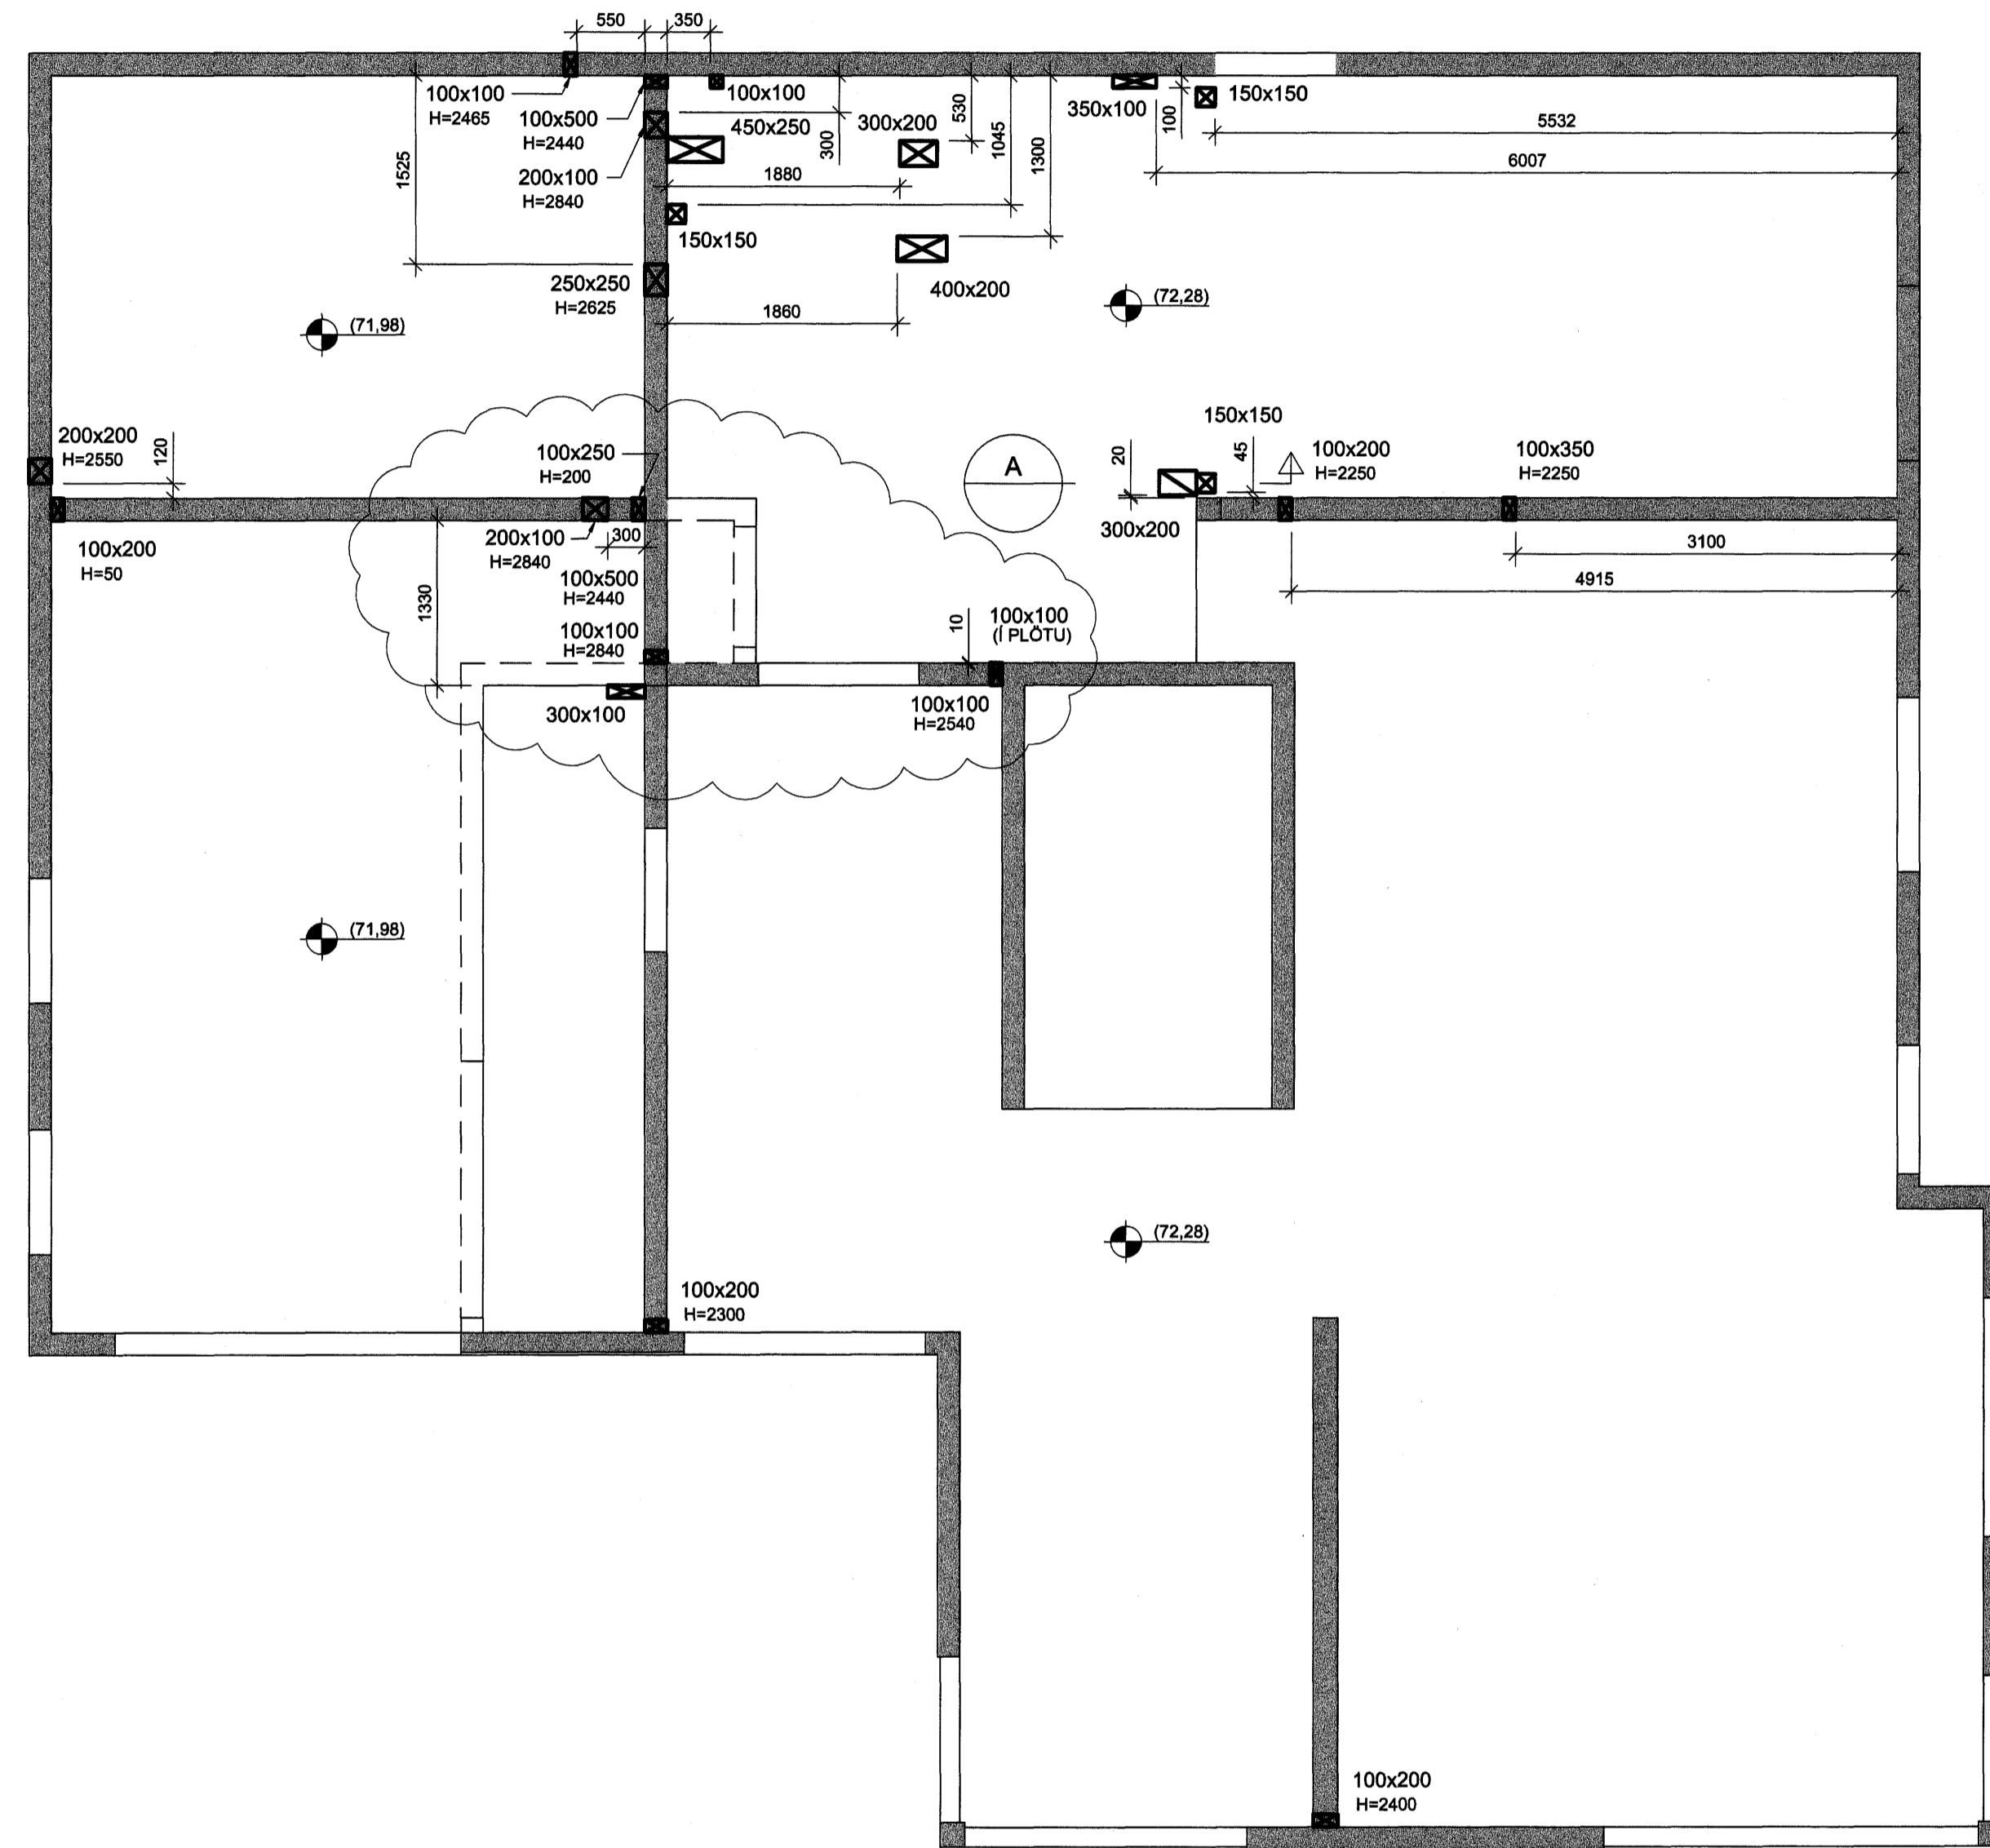 550
350
100x100
H=2465
100x500
H=2440
200x100
H=2840
100x100
450x250
300
300x200
530
1045
1300
350x100
100
150x150
5532
6007
1525
1880
150x150
250x250
H=2625
400x200
1860
(71,98)
(72,28)
200x200
H=2550
120
100x250
H=200
A
20
150x150
45
100x200
H=2250
100x350
H=2250
300x200
100x200
H=50
200x100
H=2840
300
3100
4915
1330
100x500
H=2440
100x100
H=2840
10
100x100
(Í PLÖTU)
300x100
100x100
H=2540
(71,98)
(72,28)
100x200
H=2300
100x200
H=2400